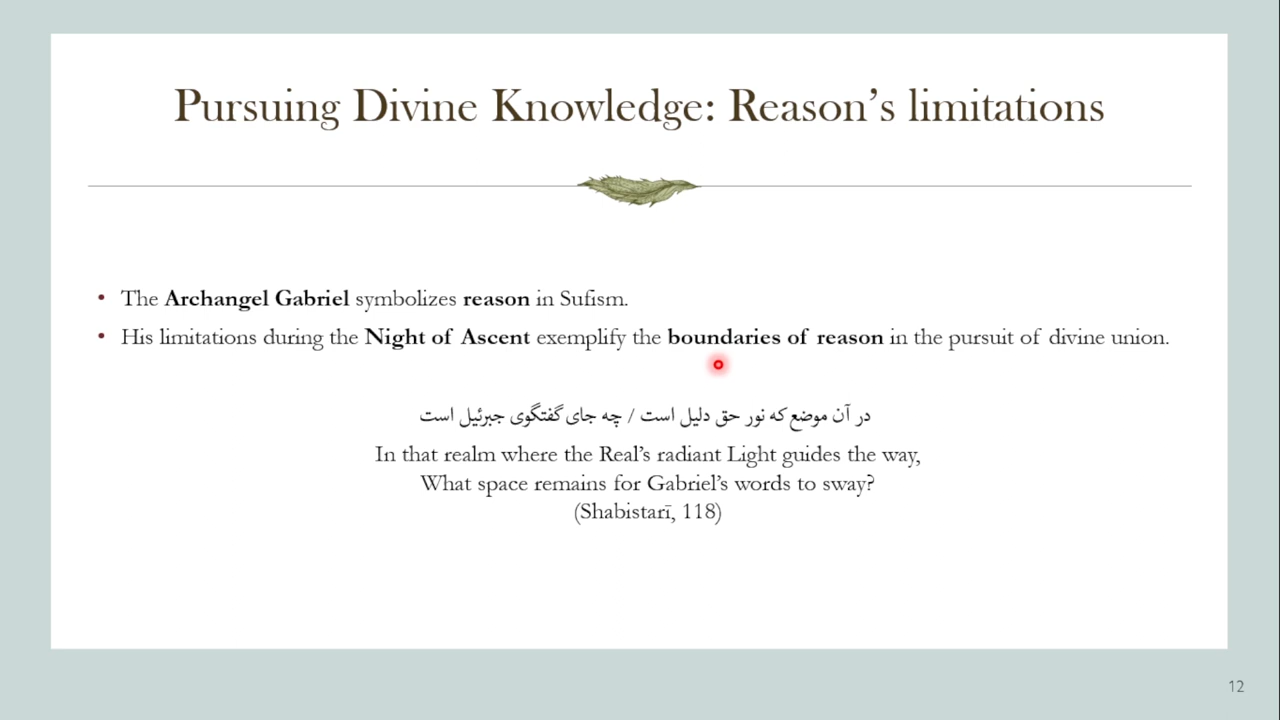 Pursuing Divine Knowledge: Reason's limitations
• The Archangel Gabriel symbolizes reason in Sufism.
• His limitations during the Night of Ascent exemplify the boundaries of reason in the pursuit of divine union.
در آن موضع که نور حق دلیل است / چه جای گفتگوی جبرئیل است
In that realm where the Real's radiant Light guides the way,
What space remains for Gabriel's words to sway?
(Shabistarī, 118)
12